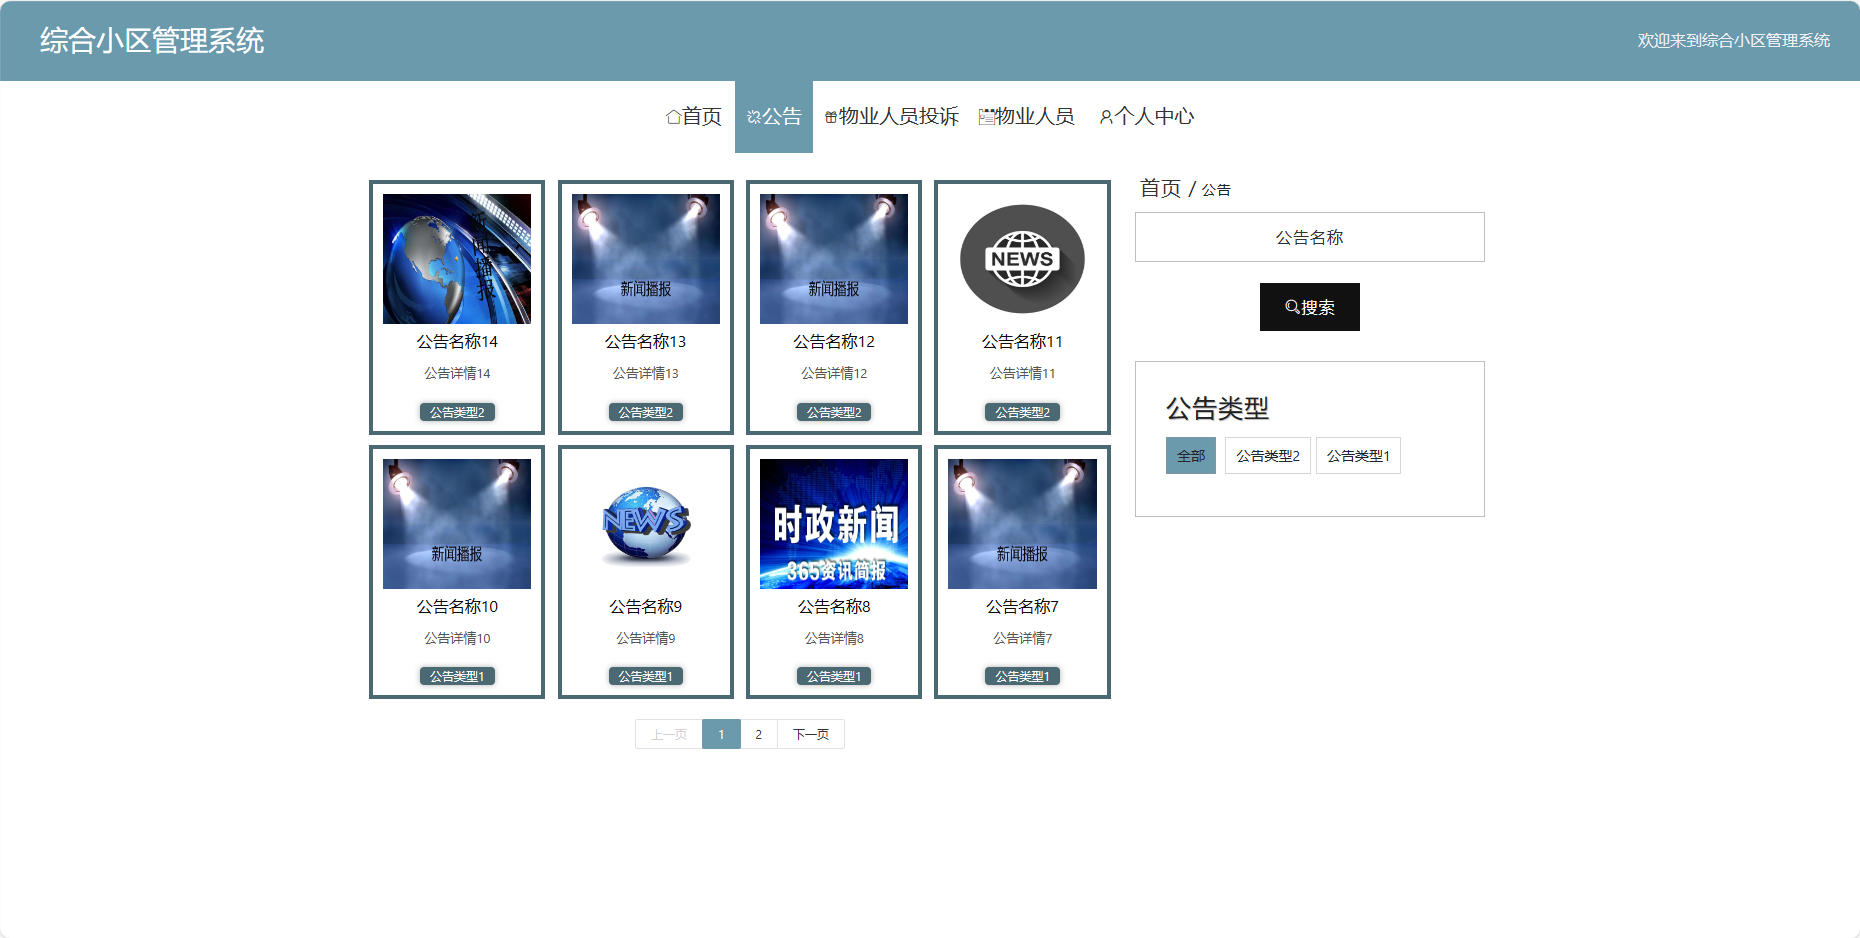 综合小区管理系统
欢迎来到综合小区管理系统
首页
公告
物业人员投诉
物业人员
个人中心
新闻播报
公告名称14
公告详情14
公告类型2
新闻播报
公告名称13
公告详情13
公告类型2
新闻播报
公告名称12
公告详情12
公告类型2
NEWS
公告名称11
公告详情11
公告类型2
新闻播报
公告名称10
公告详情10
公告类型1
NEWS
公告名称9
公告详情9
公告类型1
时政新闻
365资讯简报
公告名称8
公告详情8
公告类型1
新闻播报
公告名称7
公告详情7
公告类型1
上一页 1 2 下一页
首页 / 公告
公告名称
搜索
公告类型
全部 公告类型2 公告类型1